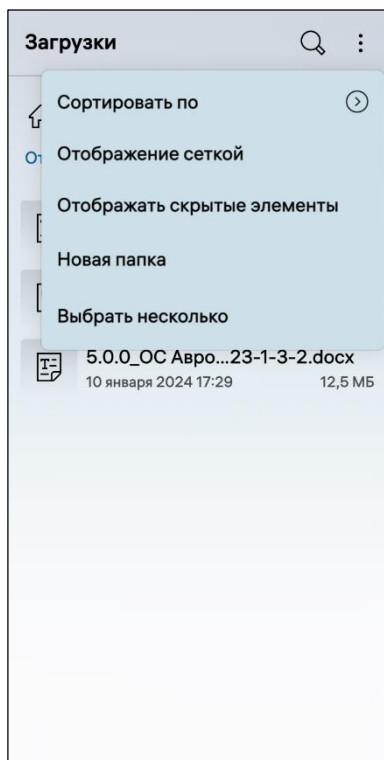 Загрузки
Сортировать по
Отображение сеткой
Отображать скрытые элементы
Новая папка
Выбрать несколько
5.0.0_ОС Авро...23-1-3-2.docx
10 января 2024 17:29 12,5 МБ